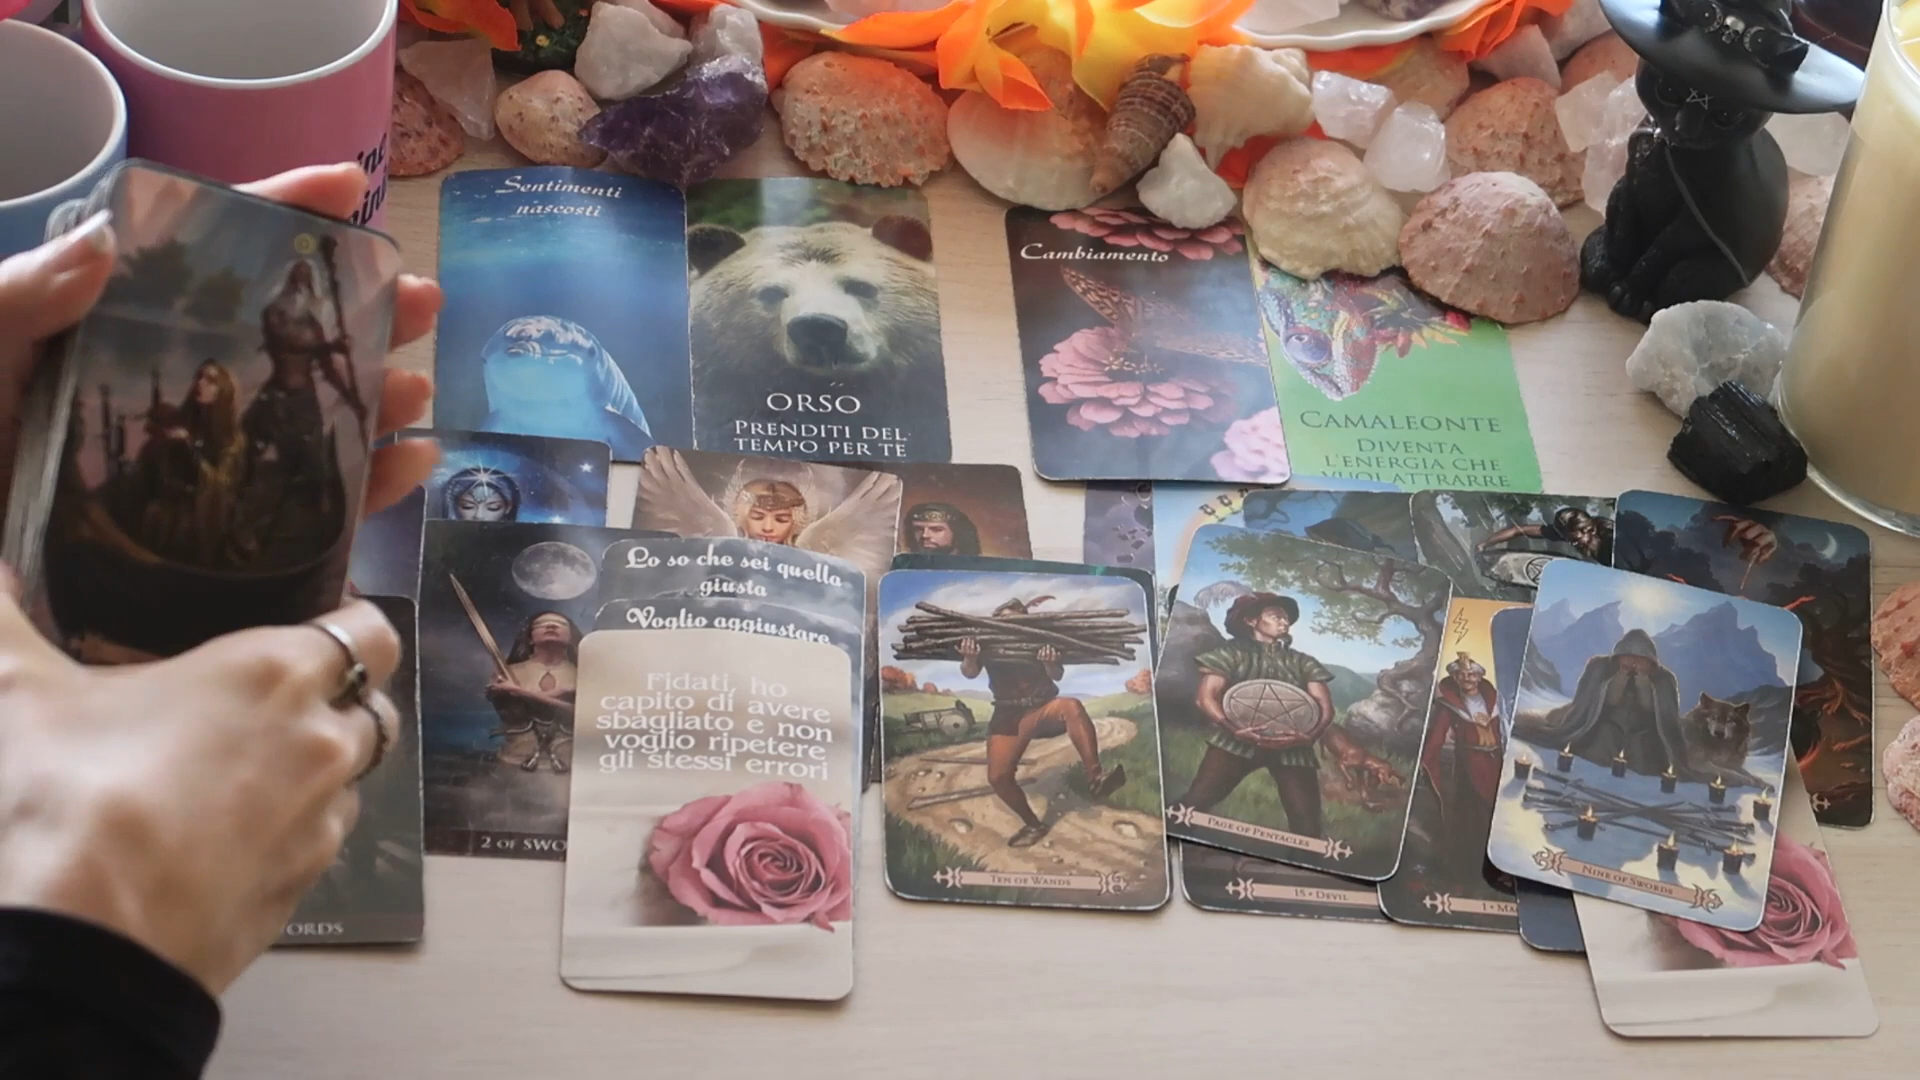 Sentimenti
nascosti
ORSO
PRENDITI DEL
TEMPO PER TE
Cambiamento
CAMALEONTE
DIVENTA
L'ENERGIA CHE
VUOI ATTRARRE
Lo so che sei quella
giusta
Voglio aggiustare
Fidati, ho
capito di avere
sbagliato e non
voglio ripetere
gli stessi errori
2 OF SWO
ORDS
TEN OF WANDS
PAGE OF PENTACLES
15 • DEVIL
1 • MA
NINE OF SWORDS